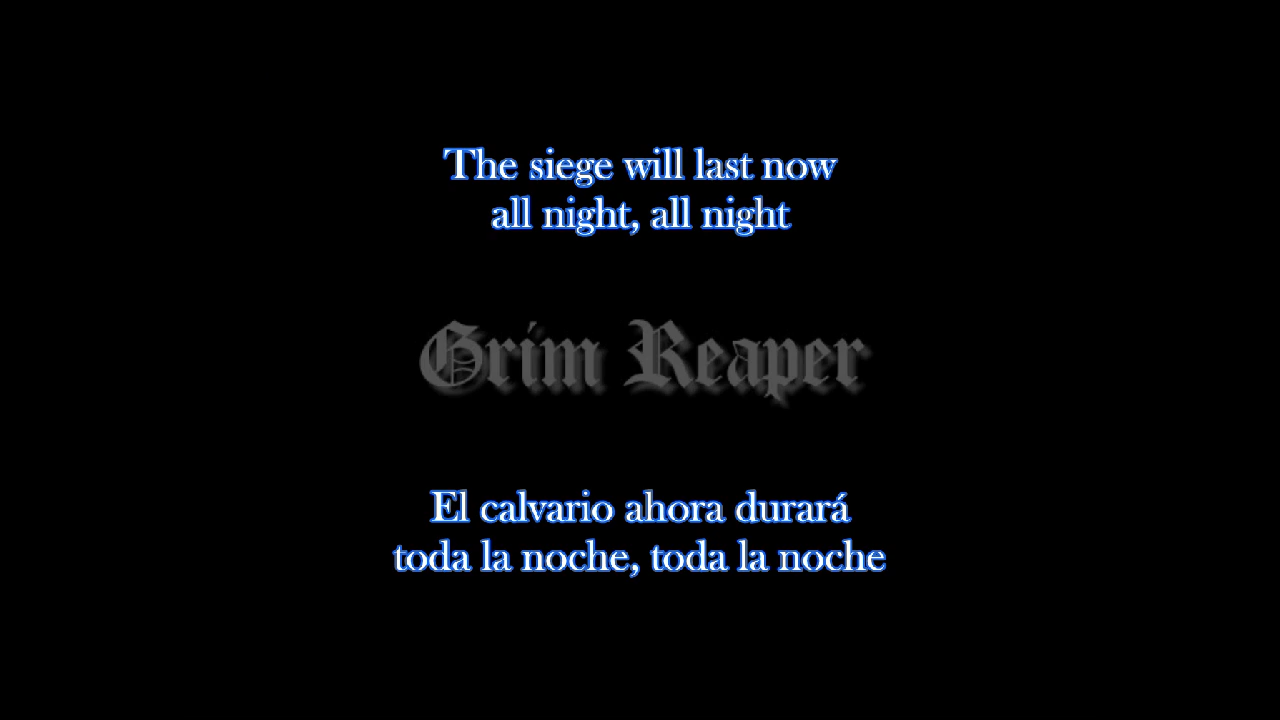 The siege will last now
all night, all night
Grim Reaper
El calvario ahora durará
toda la noche, toda la noche